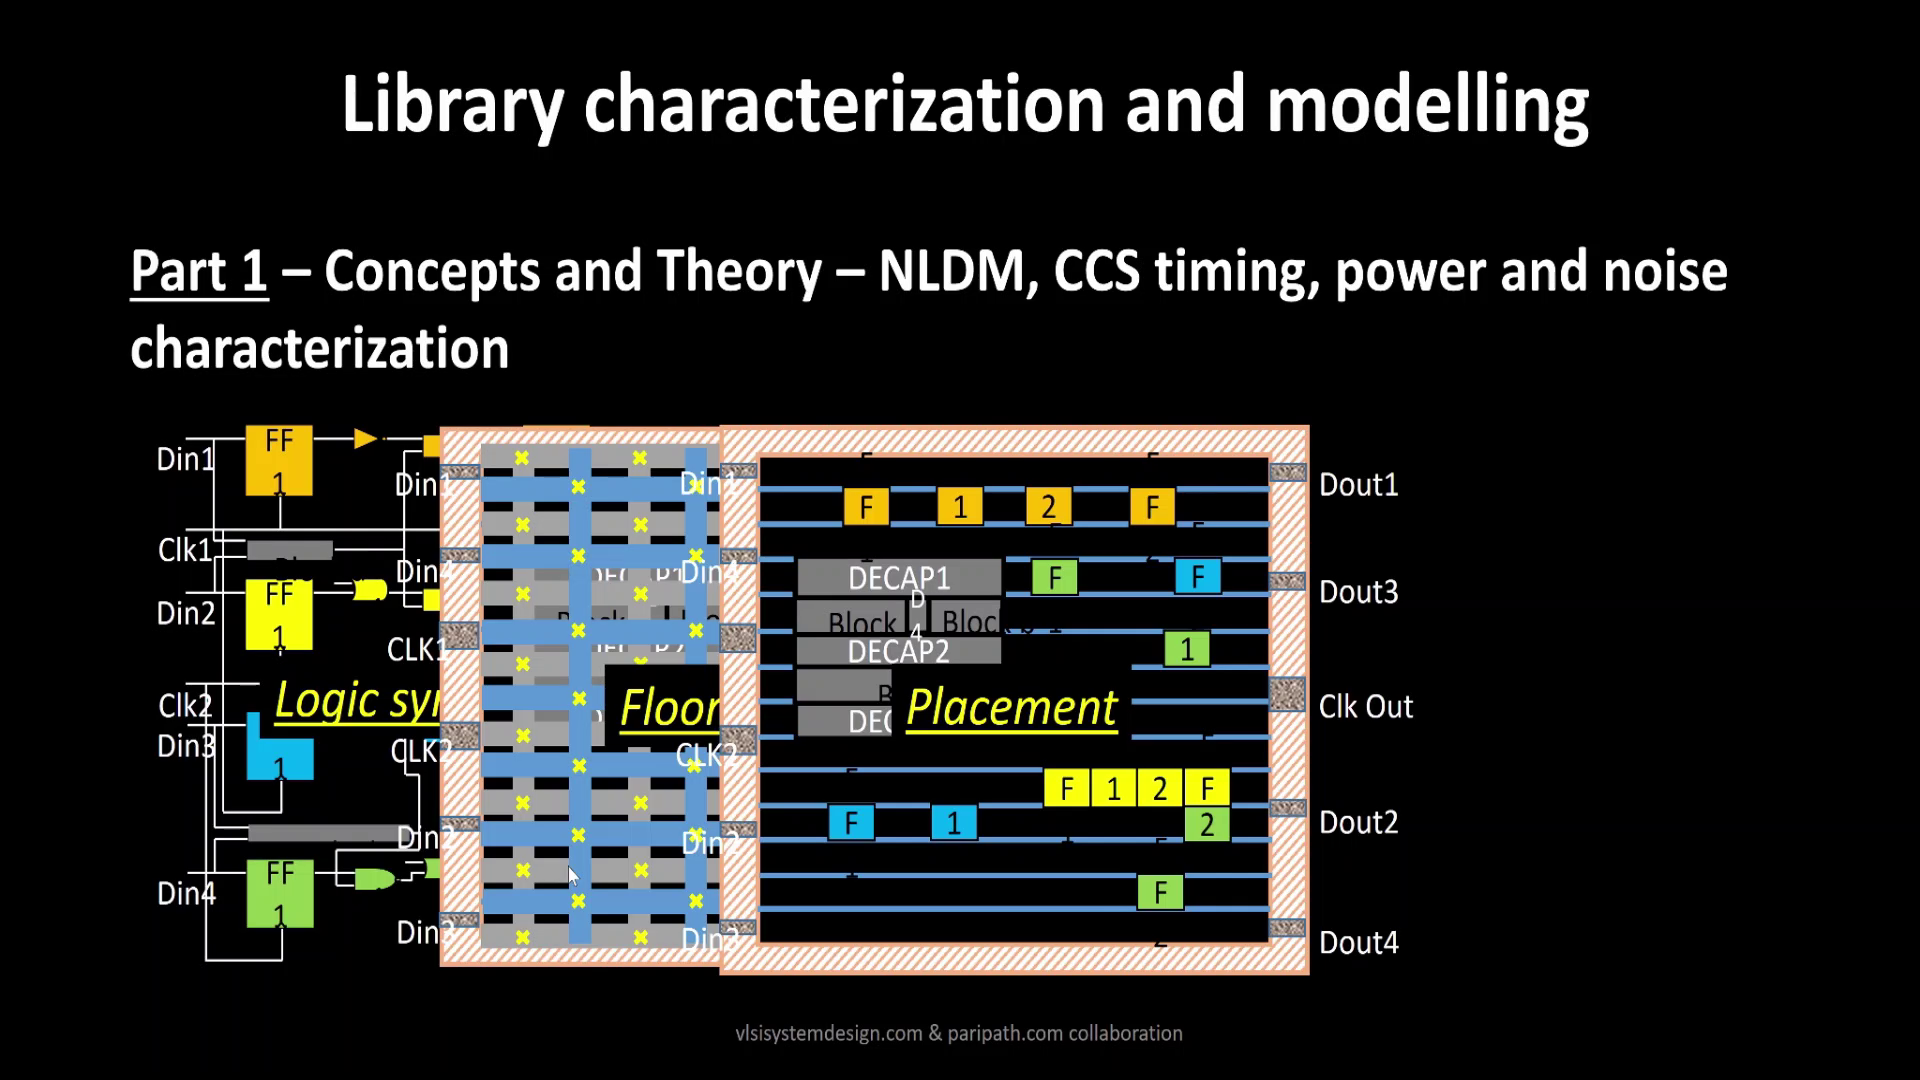 Library characterization and modelling
Part 1 – Concepts and Theory – NLDM, CCS timing, power and noise
characterization
FF
1
Din1
Clk1
FF
1
Din2
Clk2
Din3
1
FF
1
Din4
Logic
Din1
Din4
CLK1
CLK2
Din2
Din3
Floor
Din1
Din4
CLK2
Din2
Din3
F 1 2 F
DECAP1
F
F
D
4
Block
DECAP2
1
Placement
F 1 2 F
F 1
2
F
Dout1
Dout3
Clk Out
Dout2
Dout4
vlsisystemdesign.com & paripath.com collaboration